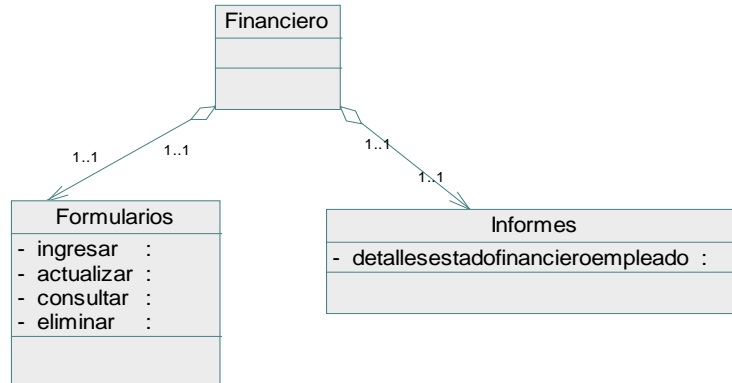 Financiero
1..1
1..1
1..1
1..1
Formularios
- ingresar :
- actualizar :
- consultar :
- eliminar :
Informes
- detallesestadofinancieroempleado :